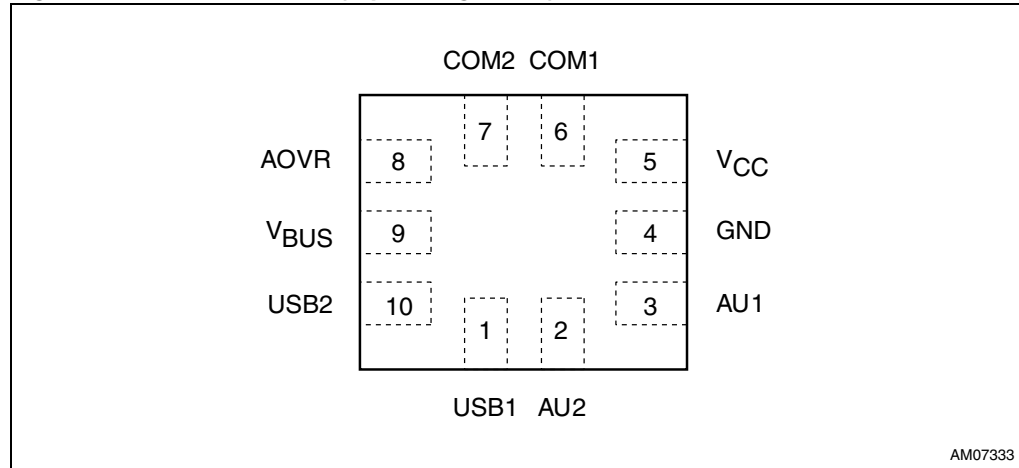 COM2 COM1
7 6
AOVR 8 5 VCC
VBUS 9 4 GND
USB2 10 3 AU1
1 2
USB1 AU2
AM07333